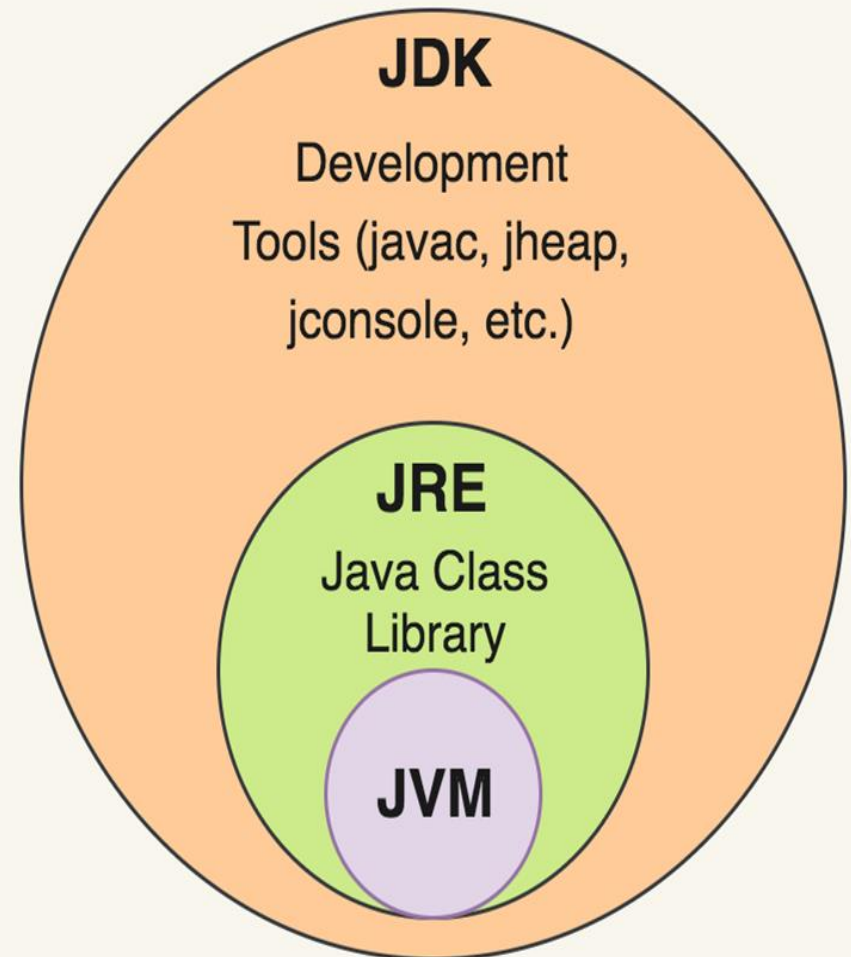 JDK
Development
Tools (javac, jheap,
jconsole, etc.)
JRE
Java Class
Library
JVM